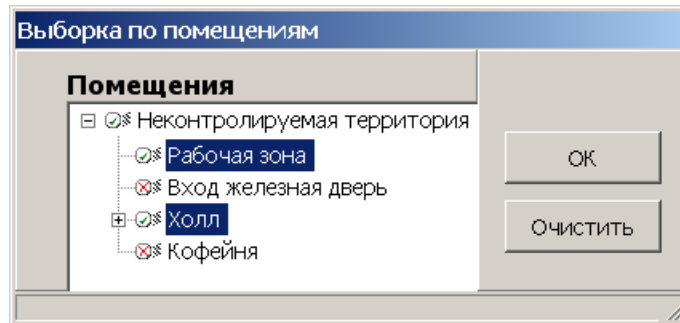 Выборка по помещениям
Помещения
Неконтролируемая территория
Рабочая зона
Вход железная дверь
Холл
Кофейня
ОК
Очистить